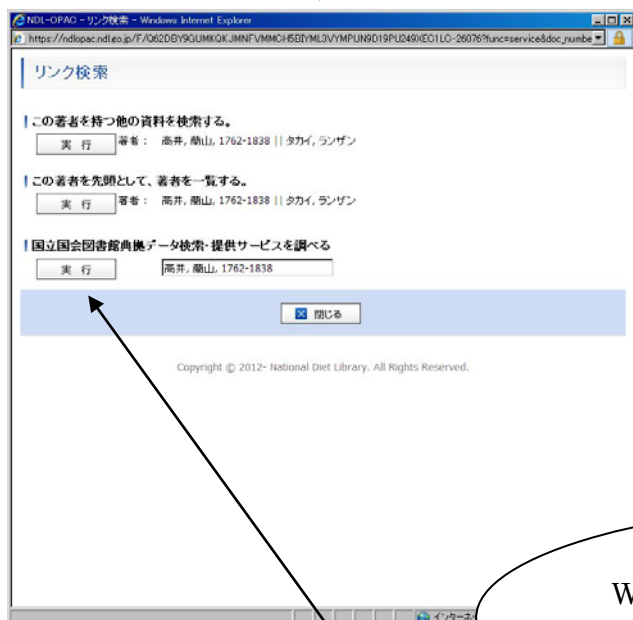 NDL-OPAC - リンク検索 - Windows Internet Explorer
リンク検索
この著者を持つ他の資料を検索する。
実 行 著者： 高井, 蘭山, 1762-1838 || タカイ, ランザン
この著者を先頭として、著者を一覧する。
実 行 著者： 高井, 蘭山, 1762-1838 || タカイ, ランザン
国立国会図書館典拠データ検索・提供サービスを調べる
実 行 高井, 蘭山, 1762-1838
閉じる
Copyright © 2012- National Diet Library. All Rights Reserved.
W